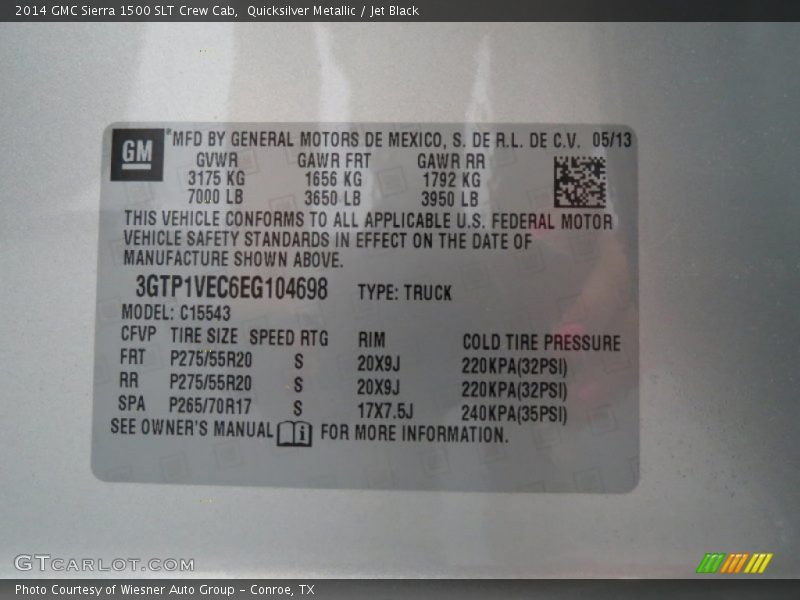 2014 GMC Sierra 1500 SLT Crew Cab,  Quicksilver Metallic / Jet Black
GM
®MFD BY GENERAL MOTORS DE MEXICO, S. DE R.L. DE C.V.  05/13
GVWR  GAWR FRT  GAWR RR
3175 KG  1656 KG  1792 KG
7000 LB  3650 LB  3950 LB
THIS VEHICLE CONFORMS TO ALL APPLICABLE U.S. FEDERAL MOTOR
VEHICLE SAFETY STANDARDS IN EFFECT ON THE DATE OF
MANUFACTURE SHOWN ABOVE.
3GTP1VEC6EG104698  TYPE: TRUCK
MODEL: C15543
CFVP  TIRE SIZE  SPEED RTG  RIM  COLD TIRE PRESSURE
FRT  P275/55R20  S  20X9J  220KPA(32PSI)
RR  P275/55R20  S  20X9J  220KPA(32PSI)
SPA  P265/70R17  S  17X7.5J  240KPA(35PSI)
SEE OWNER'S MANUAL i FOR MORE INFORMATION.
GTCARLOT.COM
Photo Courtesy of Wiesner Auto Group – Conroe, TX